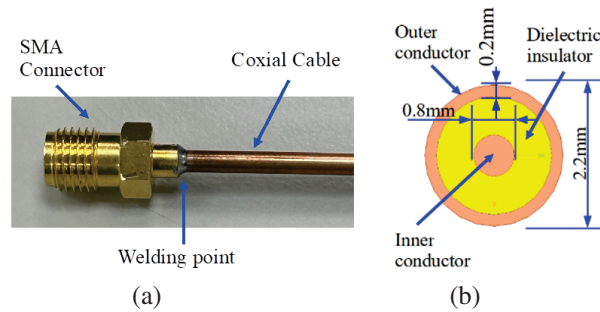 SMA
Connector
Coxial Cable
Welding point
(a)
Outer
conductor
0.2mm
Dielectric
insulator
0.8mm
2.2mm
Inner
conductor
(b)